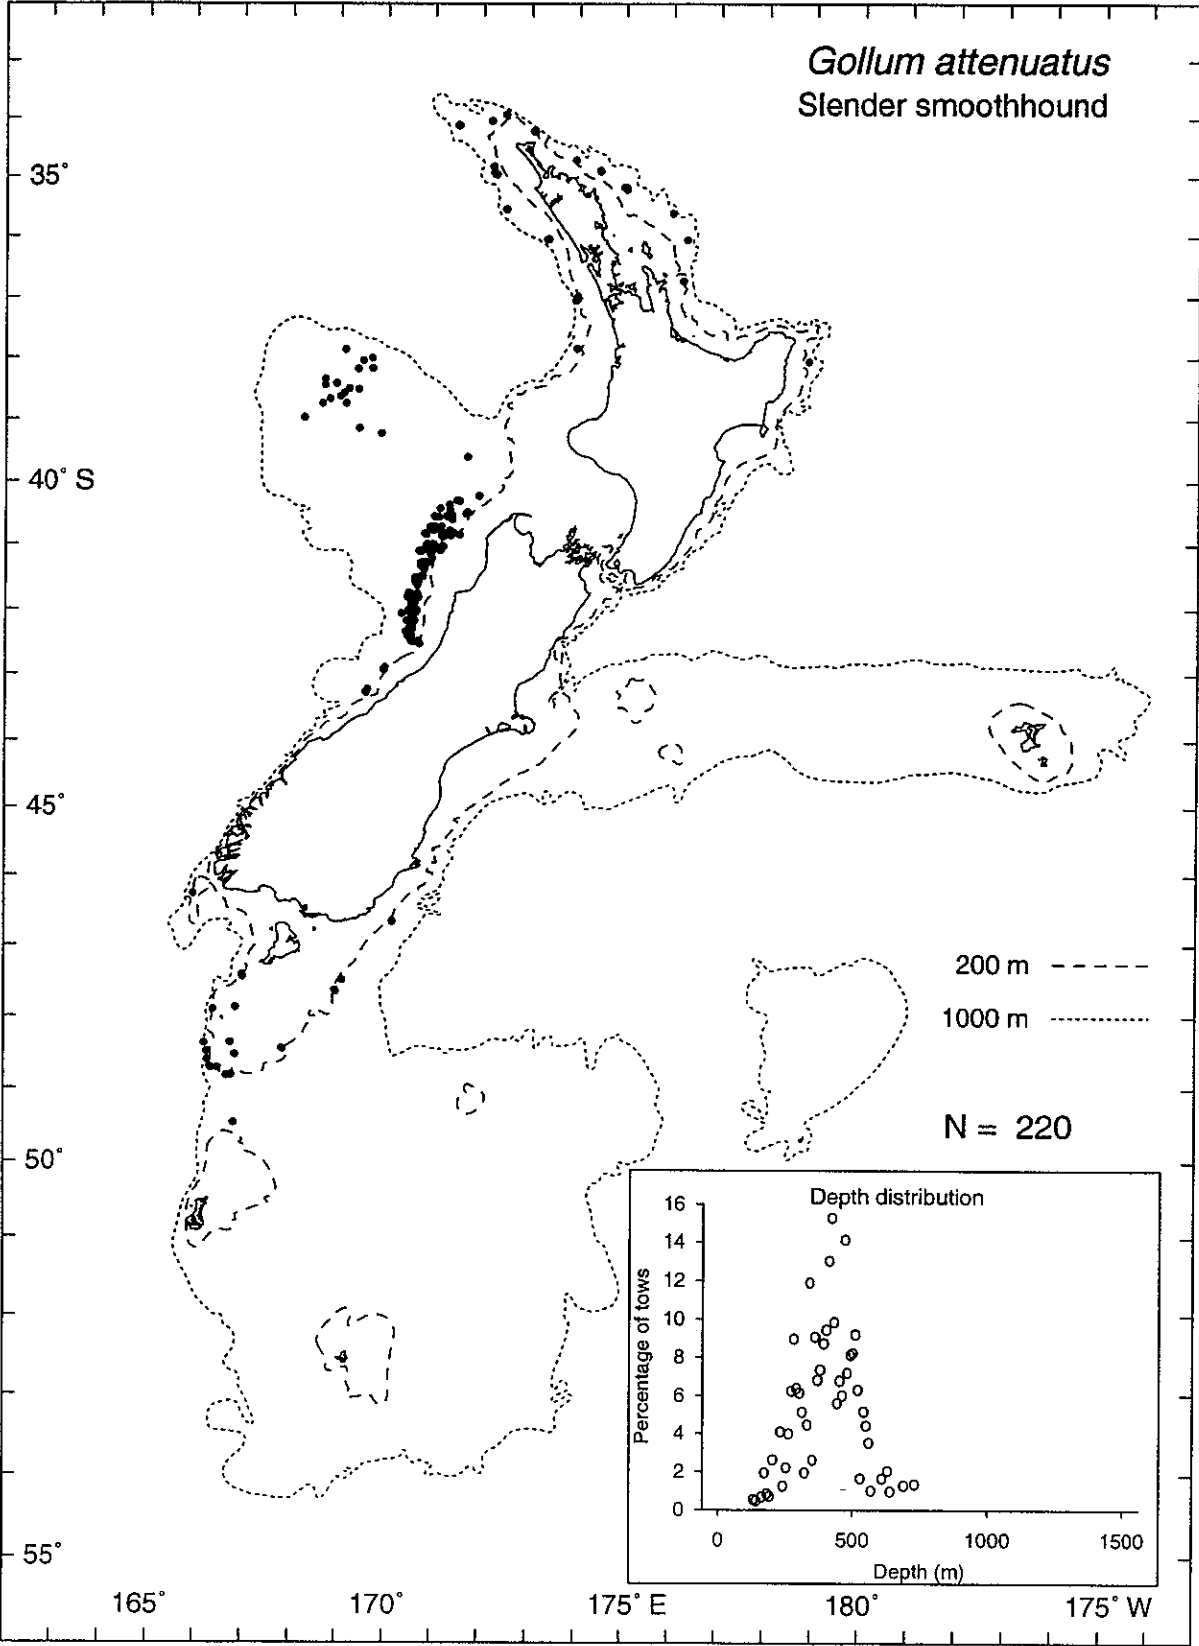 Gollum attenuatus
Slender smoothhound
35°
40° S
45°
200 m
1000 m
N = 220
50°
Depth distribution
16
14
12
10
8
6
4
2
0
Percentage of tows
0 500 1000 1500
Depth (m)
55°
165° 170° 175° E 180° 175° W